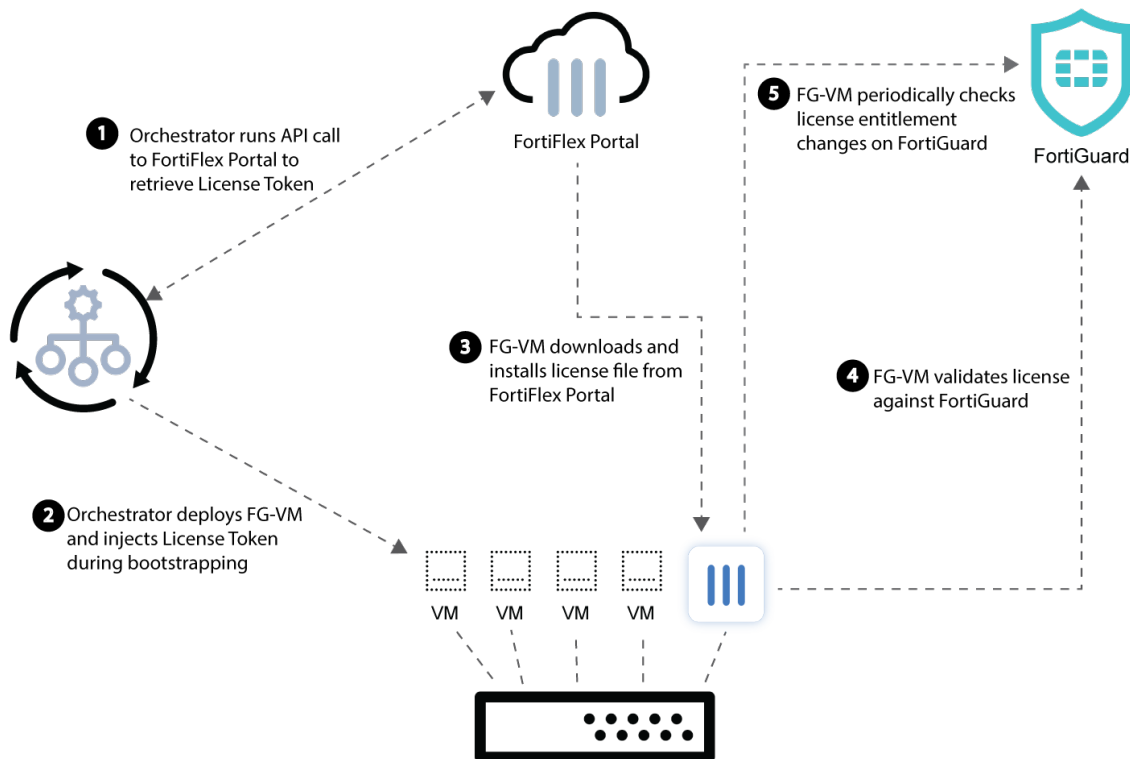 1
Orchestrator runs API call
to FortiFlex Portal to
retrieve License Token
FortiFlex Portal
5
FG-VM periodically checks
license entitlement
changes on FortiGuard
FortiGuard
3
FG-VM downloads and
installs license file from
FortiFlex Portal
4
FG-VM validates license
against FortiGuard
2
Orchestrator deploys FG-VM
and injects License Token
during bootstrapping
VM
VM
VM
VM